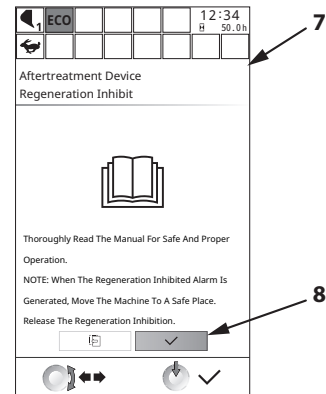 1 ECO 12:34
50.0h
7
Aftertreatment Device
Regeneration Inhibit
Thoroughly Read The Manual For Safe And Proper
Operation.
NOTE: When The Regeneration Inhibited Alarm Is
Generated, Move The Machine To A Safe Place.
Release The Regeneration Inhibition.
8